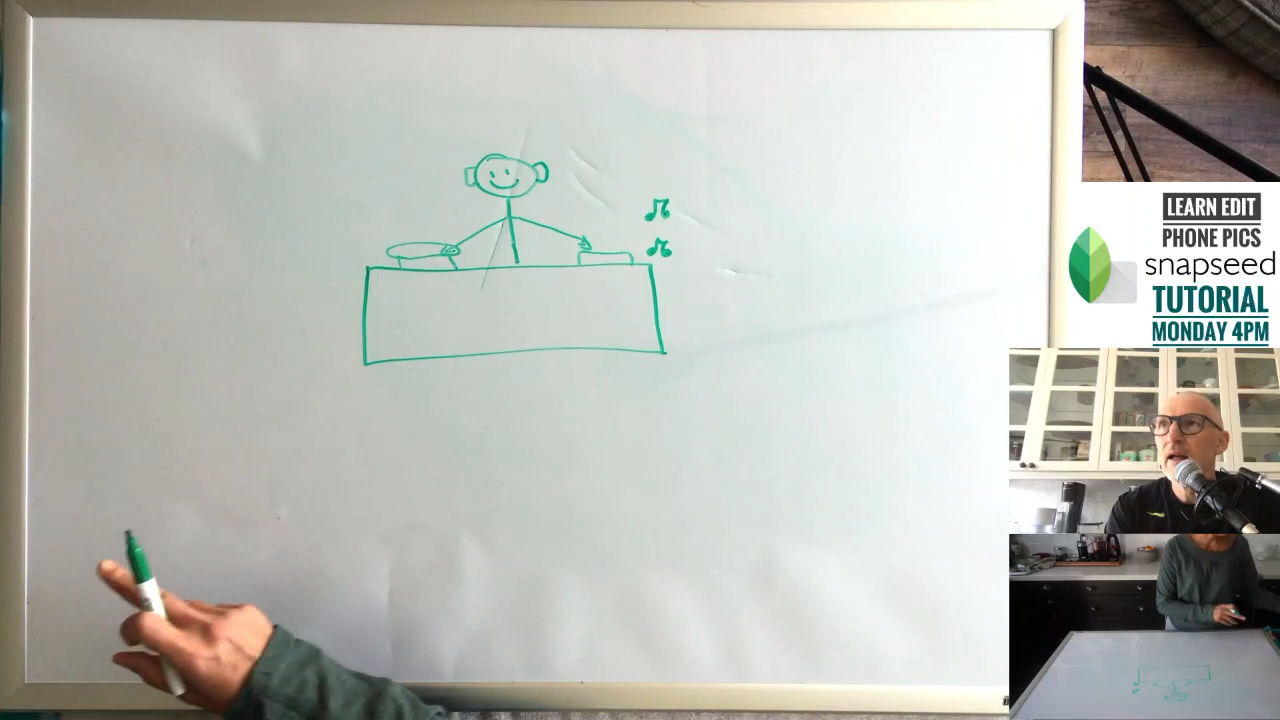 LEARN EDIT
PHONE PICS
snapseed
TUTORIAL
MONDAY 4PM